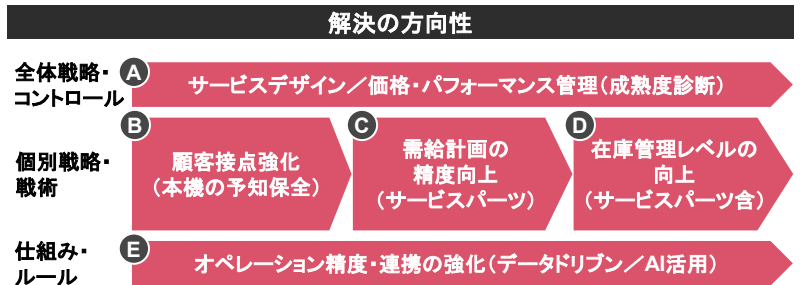 解決の方向性
全体戦略・
コントロール
A
サービスデザイン／価格・パフォーマンス管理（成熟度診断）
個別戦略・
戦術
B
顧客接点強化
（本機の予知保全）
C
需給計画の
精度向上
（サービスパーツ）
D
在庫管理レベルの
向上
（サービスパーツ含）
仕組み・
ルール
E
オペレーション精度・連携の強化（データドリブン／AI活用）